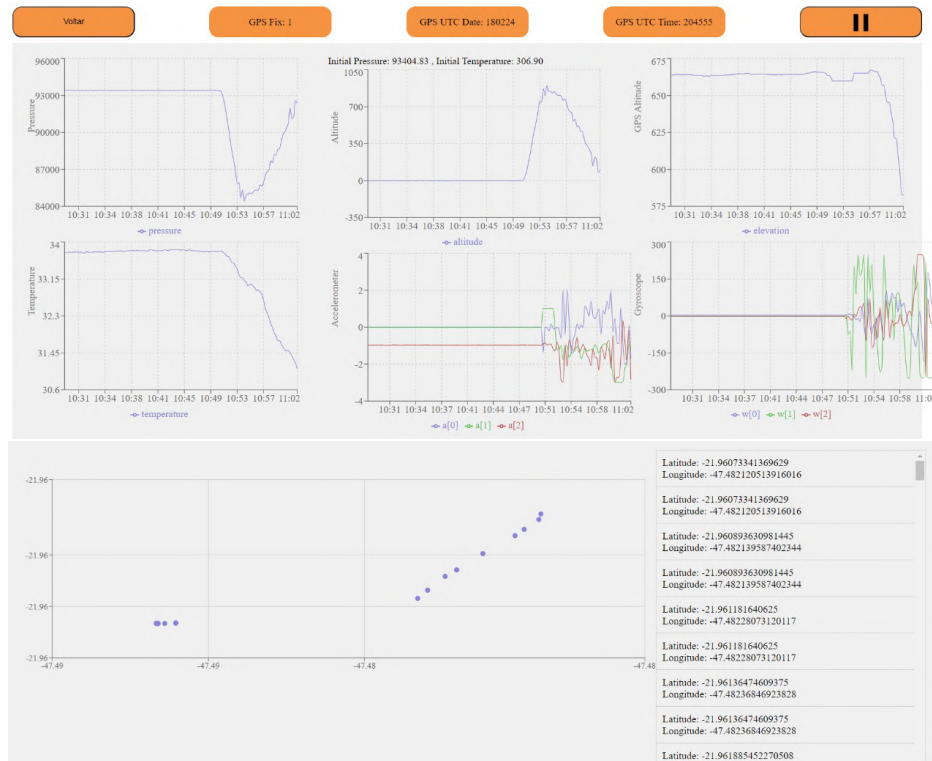 Voltar
GPS Fix: 1
GPS UTC Date: 180224
GPS UTC Time: 204555
Initial Pressure: 93404.83 , Initial Temperature: 306.90
Pressure
96000
93000
90000
87000
84000
10:31 10:34 10:38 10:41 10:45 10:49 10:53 10:57 11:02
pressure
Altitude
1050
700
350
0
-350
10:31 10:34 10:38 10:41 10:45 10:49 10:53 10:57 11:02
altitude
GPS Altitude
675
650
625
600
575
10:31 10:34 10:38 10:41 10:45 10:49 10:53 10:57 11:02
elevation
Temperature
34
33.15
32.3
31.45
30.6
10:31 10:34 10:38 10:41 10:45 10:49 10:53 10:57 11:02
temperature
Accelerometer
4
2
0
-2
-4
10:31 10:34 10:37 10:41 10:44 10:47 10:51 10:54 10:58 11:02
a[0] a[1] a[2]
Gyroscope
300
150
0
-150
-300
10:31 10:34 10:37 10:41 10:44 10:47 10:51 10:54 10:58 11:02
w[0] w[1] w[2]
-21.96
-21.96
-21.96
-21.96
-47.49 -47.49 -47.48 -47.48
Latitude: -21.96073341369629
Longitude: -47.482120513916016
Latitude: -21.96073341369629
Longitude: -47.482120513916016
Latitude: -21.960893630981445
Longitude: -47.482139587402344
Latitude: -21.960893630981445
Longitude: -47.482139587402344
Latitude: -21.961181640625
Longitude: -47.48228073120117
Latitude: -21.961181640625
Longitude: -47.48228073120117
Latitude: -21.96136474609375
Longitude: -47.48236846923828
Latitude: -21.96136474609375
Longitude: -47.48236846923828
Latitude: -21.961885452270508